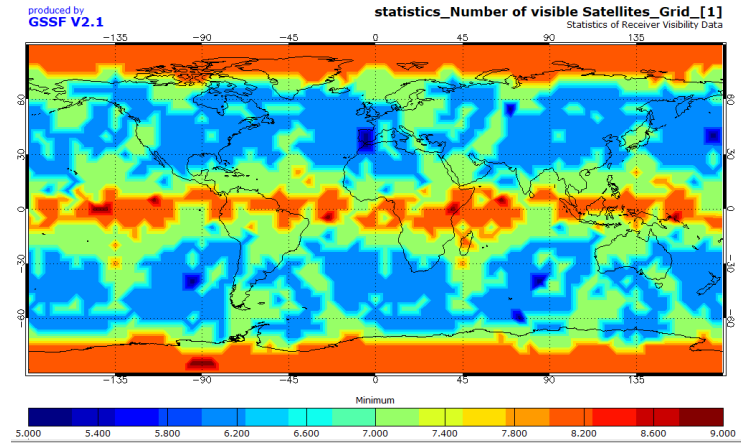 produced by
GSSF V2.1
statistics_Number of visible Satellites_Grid_[1]
Statistics of Receiver Visibility Data
-135 -90 -45 0 45 90 135
60 60
30 30
0 0
-30 -30
-60 -60
-135 -90 -45 0 45 90 135
Minimum
5.000 5.400 5.800 6.200 6.600 7.000 7.400 7.800 8.200 8.600 9.000